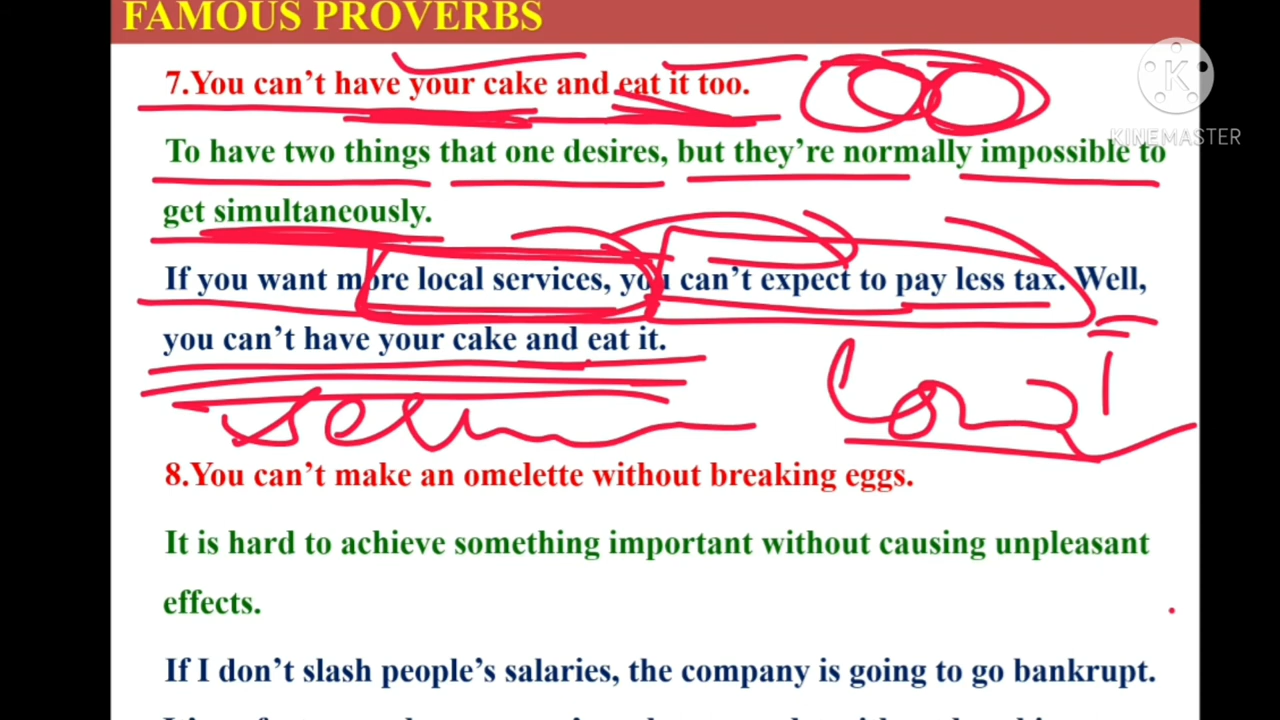 FAMOUS PROVERBS
7.You can't have your cake and eat it too.
K
KINEMASTER
To have two things that one desires, but they're normally impossible to
get simultaneously.
If you want more local services, you can't expect to pay less tax. Well,
you can't have your cake and eat it.
8.You can't make an omelette without breaking eggs.
It is hard to achieve something important without causing unpleasant
effects.
If I don't slash people's salaries, the company is going to go bankrupt.